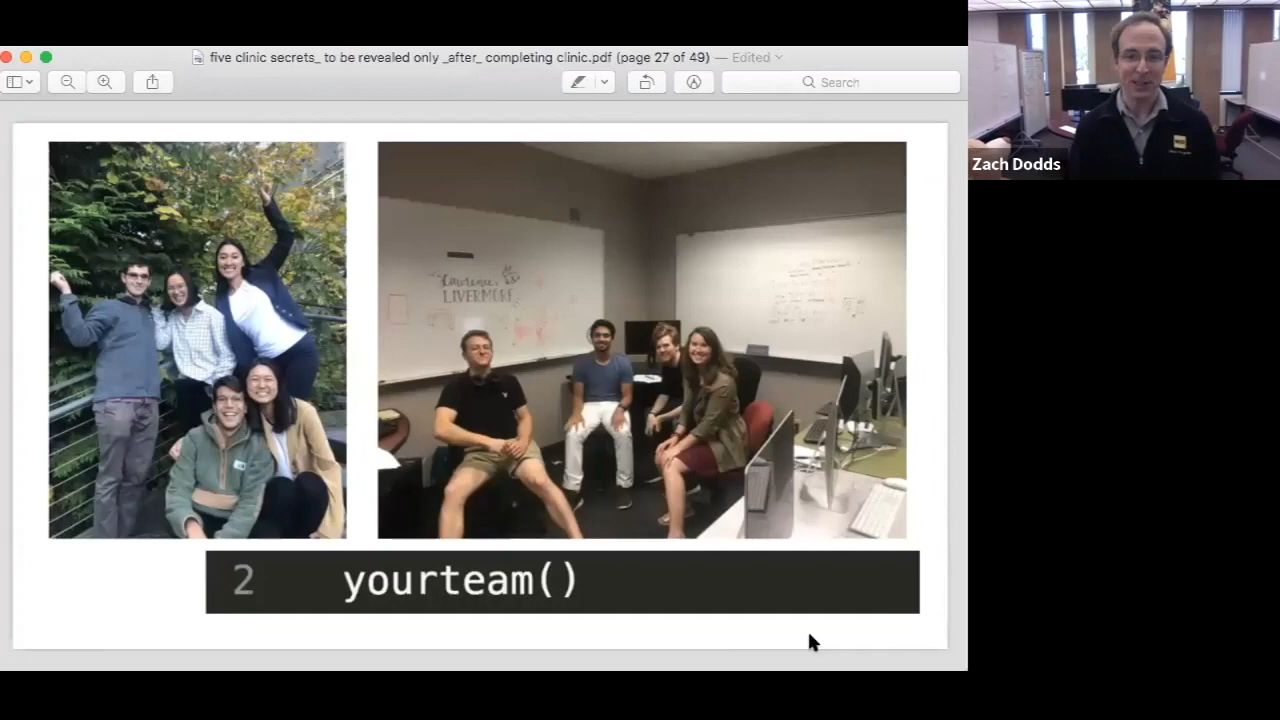 five clinic secrets_ to be revealed only _after_ completing clinic.pdf (page 27 of 49) — Edited
Search
Zach Dodds
Lawrence
LIVERMORE
2 yourteam()